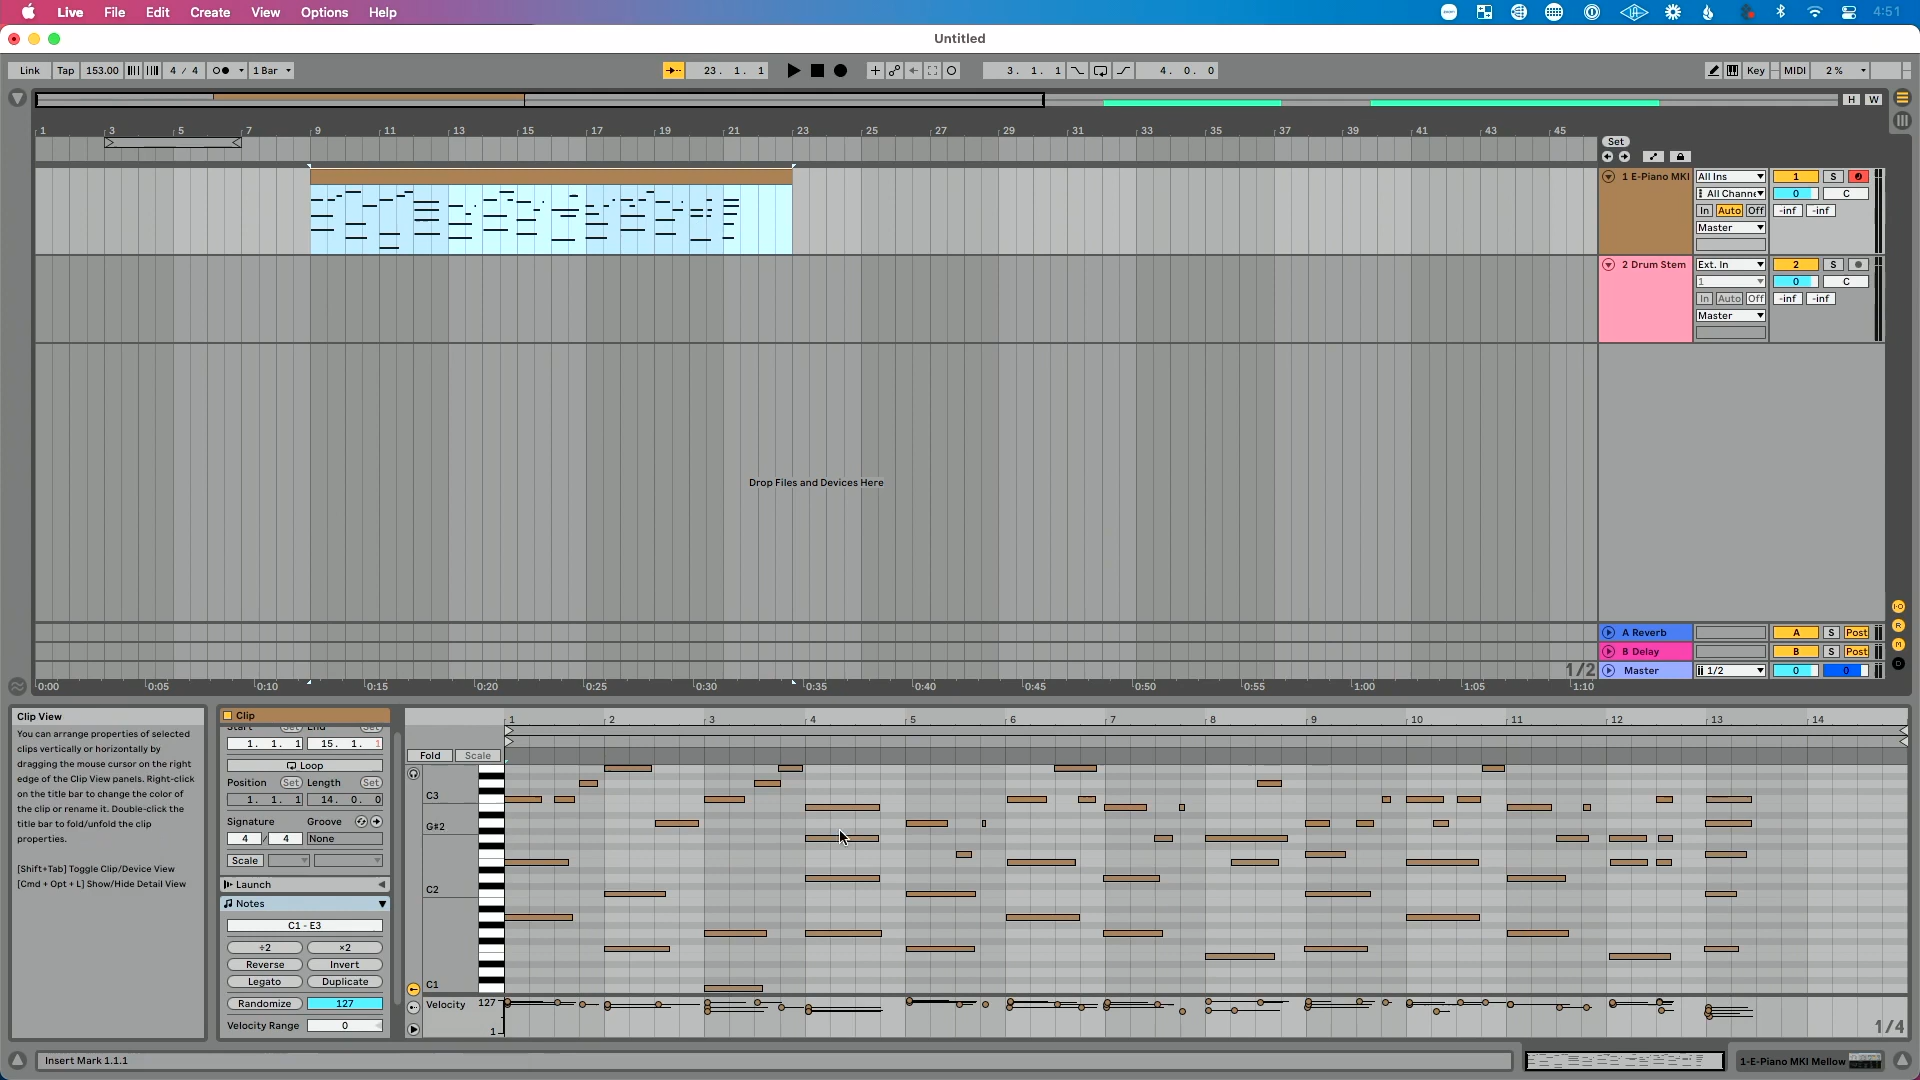 Live File Edit Create View Options Help 4:51
Untitled
Link Tap 153.00 4 / 4 1 Bar 23. 1. 1 3. 1. 1 4. 0. 0 Key MIDI 2 %
H W
1 3 5 7 9 11 13 15 17 19 21 23 25 27 29 31 33 35 37 39 41 43 45
Set
1 E-Piano MKI All Ins 1 S
All Channe 0 C
In Auto Off -inf -inf
Master
2 Drum Stem Ext. In 2 S
1 0 C
In Auto Off -inf -inf
Master
Drop Files and Devices Here
A Reverb A S Post
B Delay B S Post
1/2 Master 1/2 0 0
0:00 0:05 0:10 0:15 0:20 0:25 0:30 0:35 0:40 0:45 0:50 0:55 1:00 1:05 1:10
Clip View
You can arrange properties of selected
clips vertically or horizontally by
dragging the mouse cursor on the right
edge of the Clip View panels. Right-click
on the title bar to change the color of
the clip or rename it. Double-click the
title bar to fold/unfold the clip
properties.
[Shift+Tab] Toggle Clip/Device View
[Cmd + Opt + L] Show/Hide Detail View
Clip
Start Set End Set
1. 1. 1 15. 1. 1
Loop
Position Set Length Set
1. 1. 1 14. 0. 0
Signature Groove
4 / 4 None
Scale
Launch
Notes
C1 - E3
÷2 ×2
Reverse Invert
Legato Duplicate
Randomize 127
Velocity Range 0
1 2 3 4 5 6 7 8 9 10 11 12 13 14
Fold Scale
C3
G#2
C2
C1
Velocity 127
1
1/4
Insert Mark 1.1.1
1-E-Piano MKI Mellow